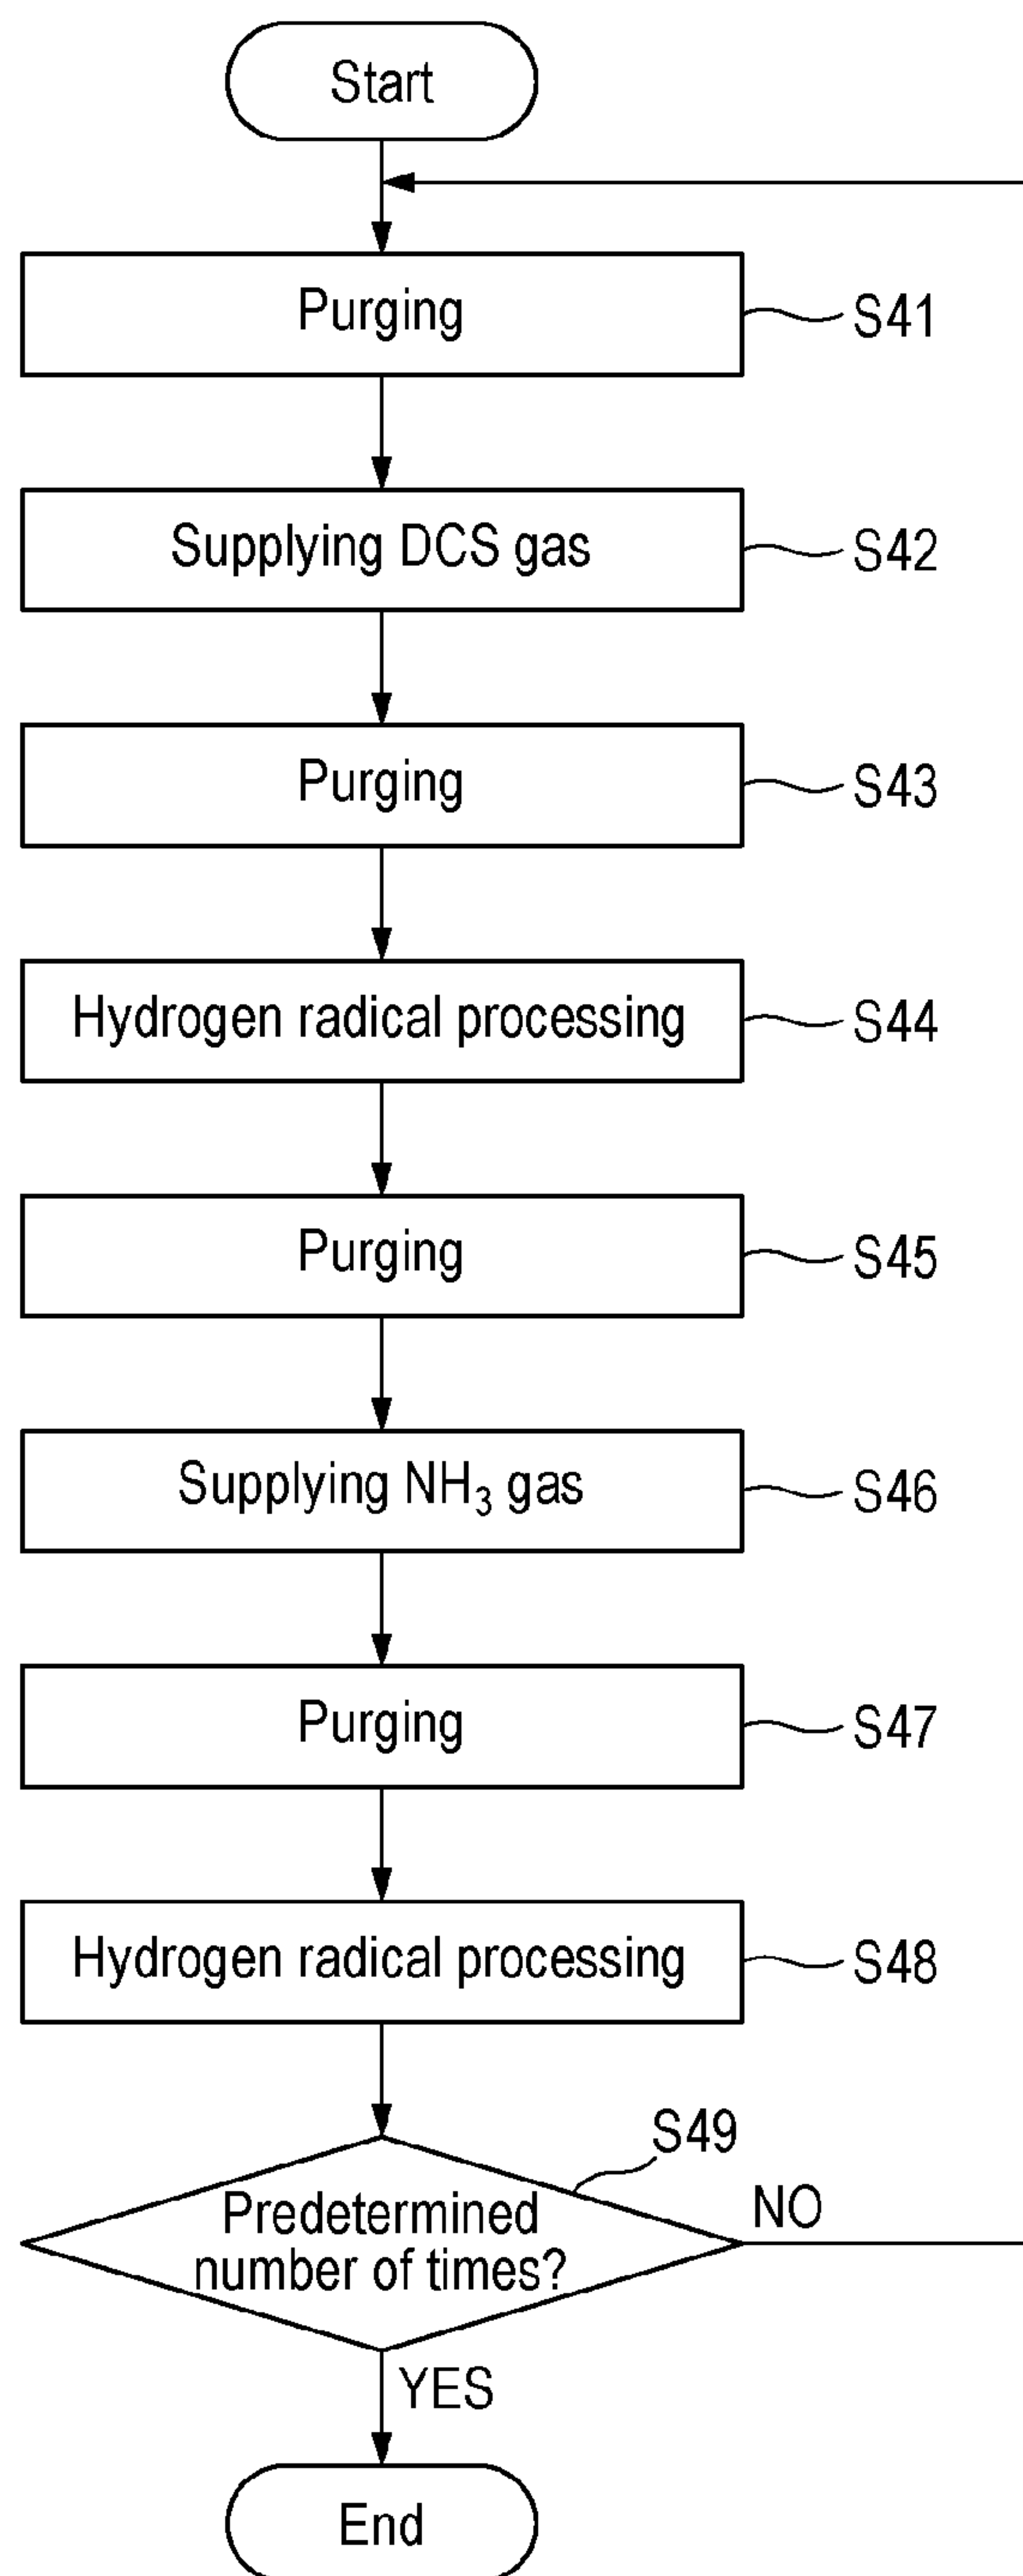 Start
Purging
S41
Supplying DCS gas
S42
Purging
S43
Hydrogen radical processing
S44
Purging
S45
Supplying NH₃ gas
S46
Purging
S47
Hydrogen radical processing
S48
S49
Predetermined
number of times?
NO
YES
End